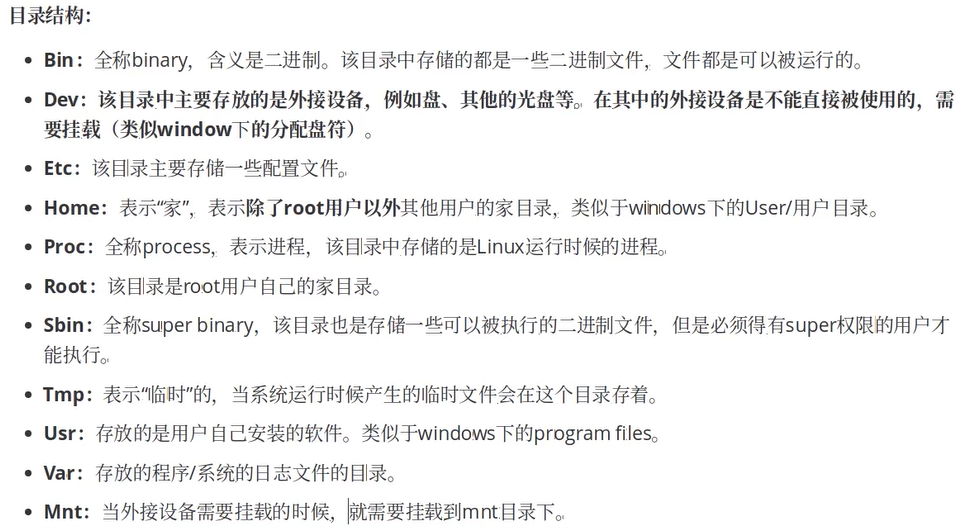 目录结构：
Bin：全称binary，含义是二进制。该目录中存储的都是一些二进制文件，文件都是可以被运行的。
Dev：该目录中主要存放的是外接设备，例如盘、其他的光盘等。在其中的外接设备是不能直接被使用的，需
要挂载（类似window下的分配盘符）。
Etc：该目录主要存储一些配置文件。
Home：表示“家”，表示除了root用户以外其他用户的家目录，类似于windows下的User/用户目录。
Proc：全称process，表示进程，该目录中存储的是Linux运行时候的进程。
Root：该目录是root用户自己的家目录。
Sbin：全称super binary，该目录也是存储一些可以被执行的二进制文件，但是必须得有super权限的用户才
能执行。
Tmp：表示“临时”的，当系统运行时候产生的临时文件会在这个目录存着。
Usr：存放的是用户自己安装的软件。类似于windows下的program files。
Var：存放的程序/系统的日志文件的目录。
Mnt：当外接设备需要挂载的时候，就需要挂载到mnt目录下。